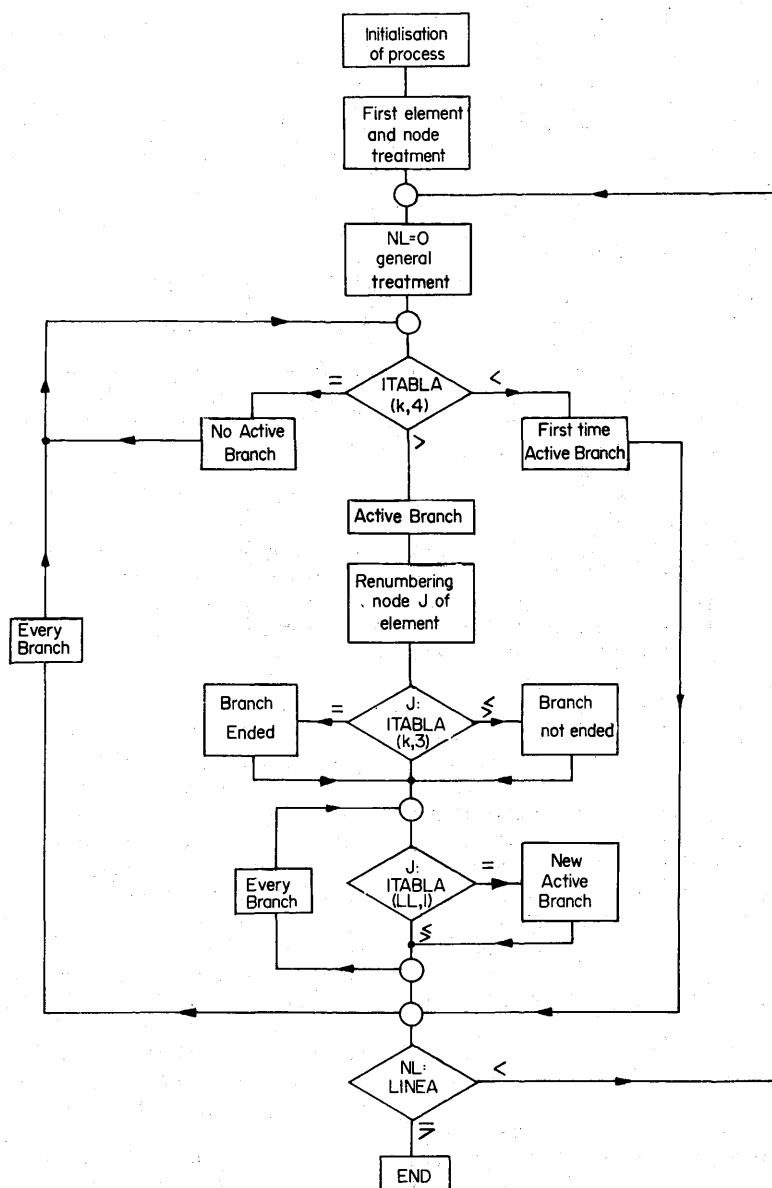 Initialisation
of process
First element
and node
treatment
NL=O
general
treatment
=
ITABLA
(k,4)
<
>
No Active
Branch
First time
Active Branch
Active Branch
Renumbering
node J of
element
Every
Branch
Branch
Ended
=
J:
ITABLA
(k,3)
≶
Branch
not ended
Every
Branch
J:
ITABLA
(LL,I)
=
New
Active
Branch
≶
NL:
LINEA
<
⋝
END